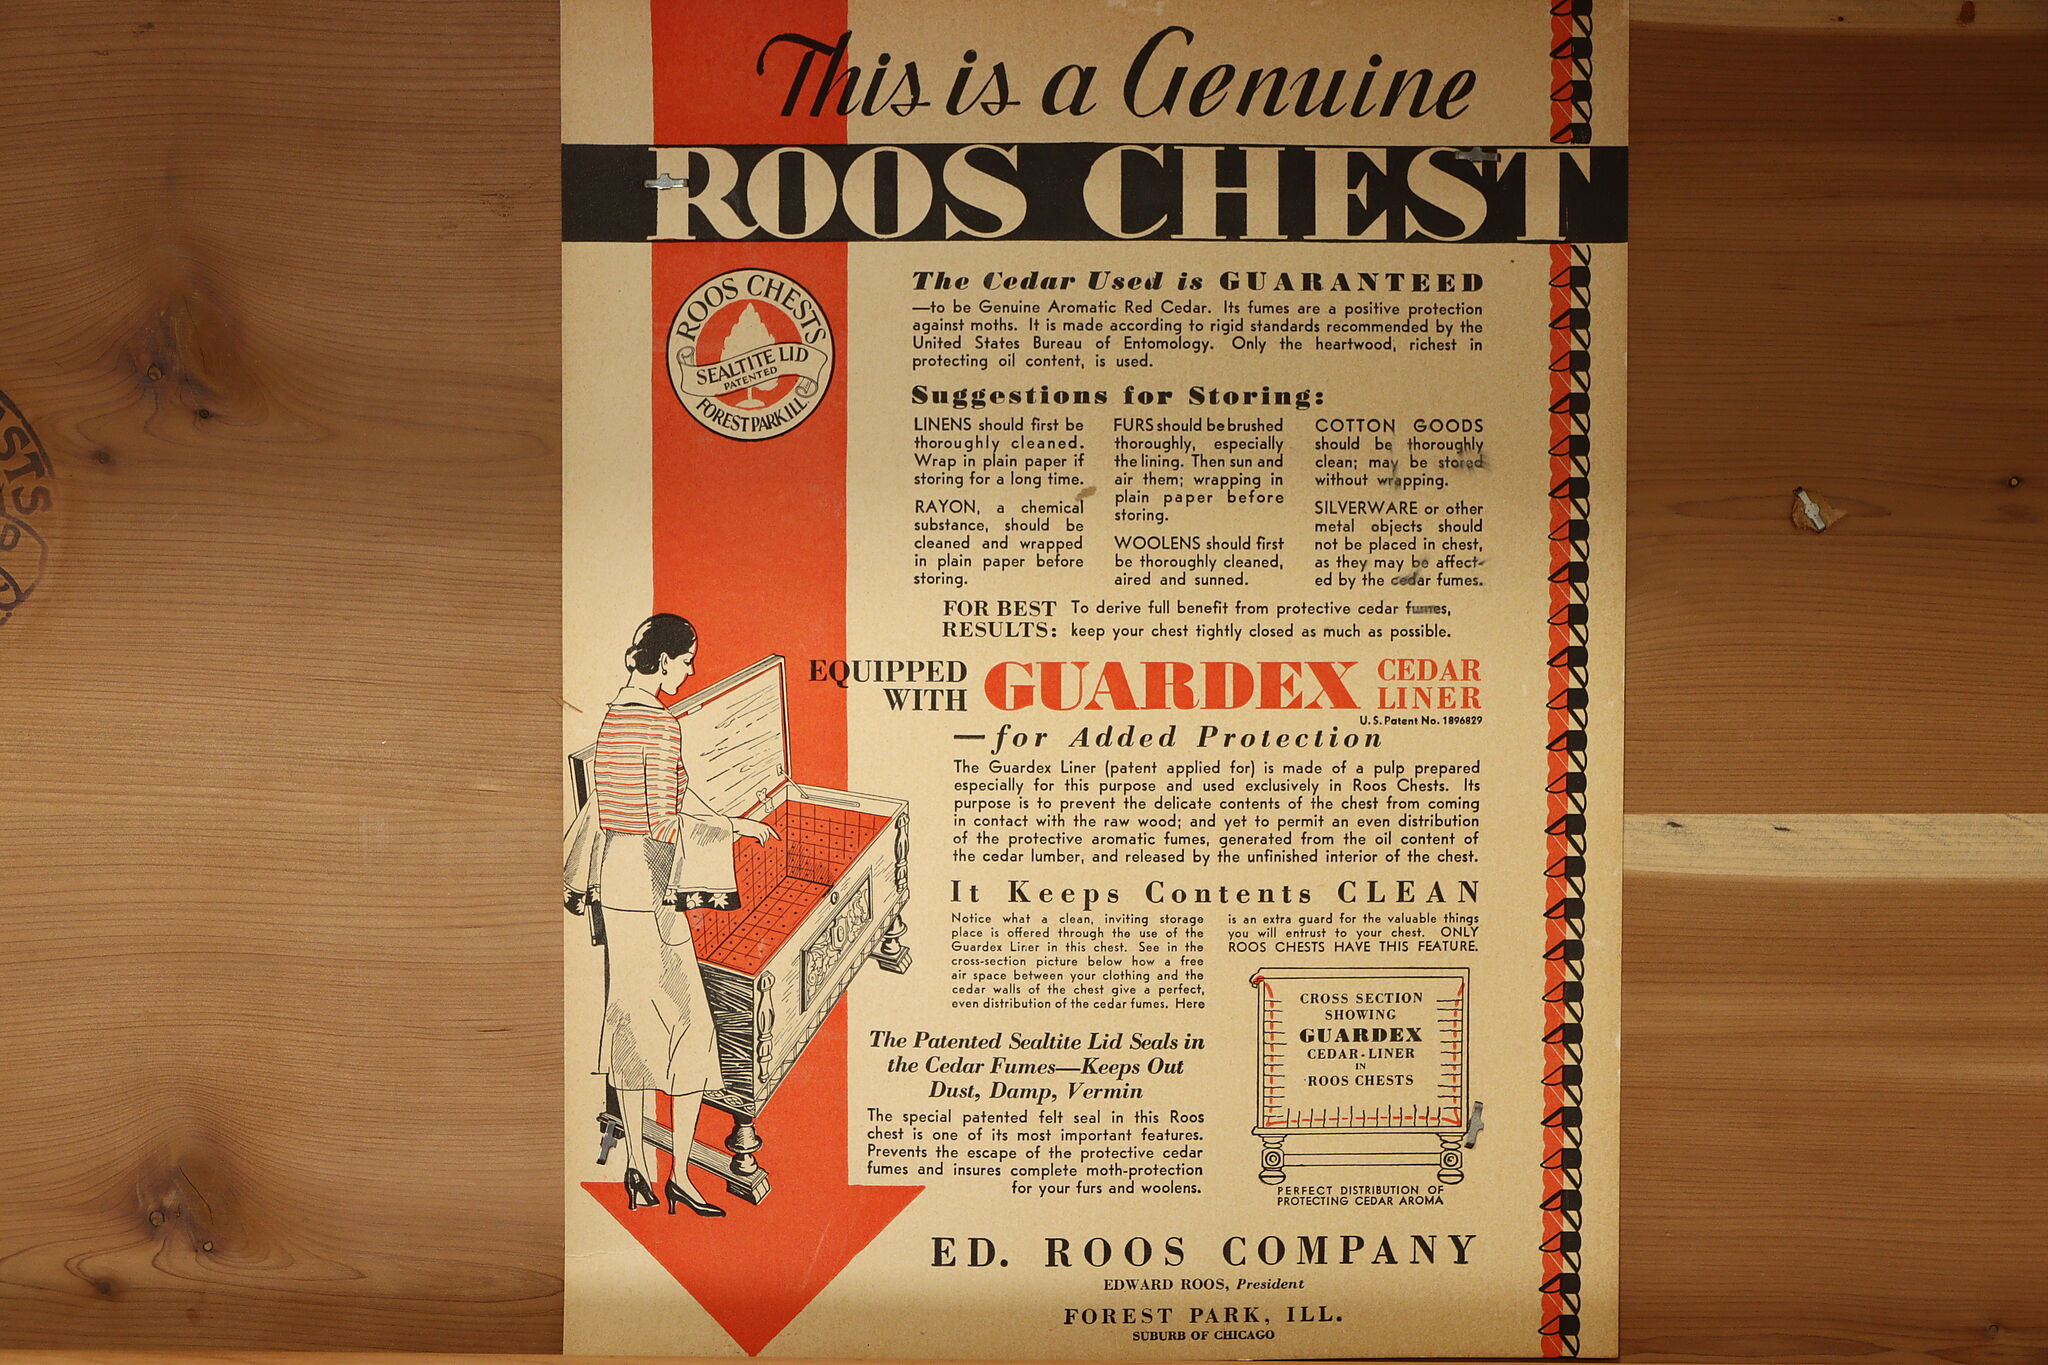 This is a Genuine
ROOS CHEST
ROOS CHESTS
SEALTITE LID
PATENTED
FOREST PARK ILL.
The Cedar Used is GUARANTEED
—to be Genuine Aromatic Red Cedar. Its fumes are a positive protection
against moths. It is made according to rigid standards recommended by the
United States Bureau of Entomology. Only the heartwood, richest in
protecting oil content, is used.
Suggestions for Storing:
LINENS should first be
thoroughly cleaned.
Wrap in plain paper if
storing for a long time.
RAYON, a chemical
substance, should be
cleaned and wrapped
in plain paper before
storing.
FURS should be brushed
thoroughly, especially
the lining. Then sun and
air them; wrapping in
plain paper before
storing.
WOOLENS should first
be thoroughly cleaned,
aired and sunned.
COTTON GOODS
should be thoroughly
clean; may be stored
without wrapping.
SILVERWARE or other
metal objects should
not be placed in chest,
as they may be affect-
ed by the cedar fumes.
FOR BEST
RESULTS:
To derive full benefit from protective cedar fumes,
keep your chest tightly closed as much as possible.
EQUIPPED
WITH
GUARDEX
CEDAR
LINER
U.S. Patent No. 1896829
—for Added Protection
The Guardex Liner (patent applied for) is made of a pulp prepared
especially for this purpose and used exclusively in Roos Chests. Its
purpose is to prevent the delicate contents of the chest from coming
in contact with the raw wood; and yet to permit an even distribution
of the protective aromatic fumes, generated from the oil content of
the cedar lumber, and released by the unfinished interior of the chest.
It Keeps Contents CLEAN
Notice what a clean, inviting storage
place is offered through the use of the
Guardex Liner in this chest. See in the
cross-section picture below how a free
air space between your clothing and the
cedar walls of the chest give a perfect,
even distribution of the cedar fumes. Here
is an extra guard for the valuable things
you will entrust to your chest. ONLY
ROOS CHESTS HAVE THIS FEATURE.
The Patented Sealtite Lid Seals in
the Cedar Fumes—Keeps Out
Dust, Damp, Vermin
The special patented felt seal in this Roos
chest is one of its most important features.
Prevents the escape of the protective cedar
fumes and insures complete moth-protection
for your furs and woolens.
CROSS SECTION
SHOWING
GUARDEX
CEDAR-LINER
IN
ROOS CHESTS
PERFECT DISTRIBUTION OF
PROTECTING CEDAR AROMA
ED. ROOS COMPANY
EDWARD ROOS, President
FOREST PARK, ILL.
SUBURB OF CHICAGO